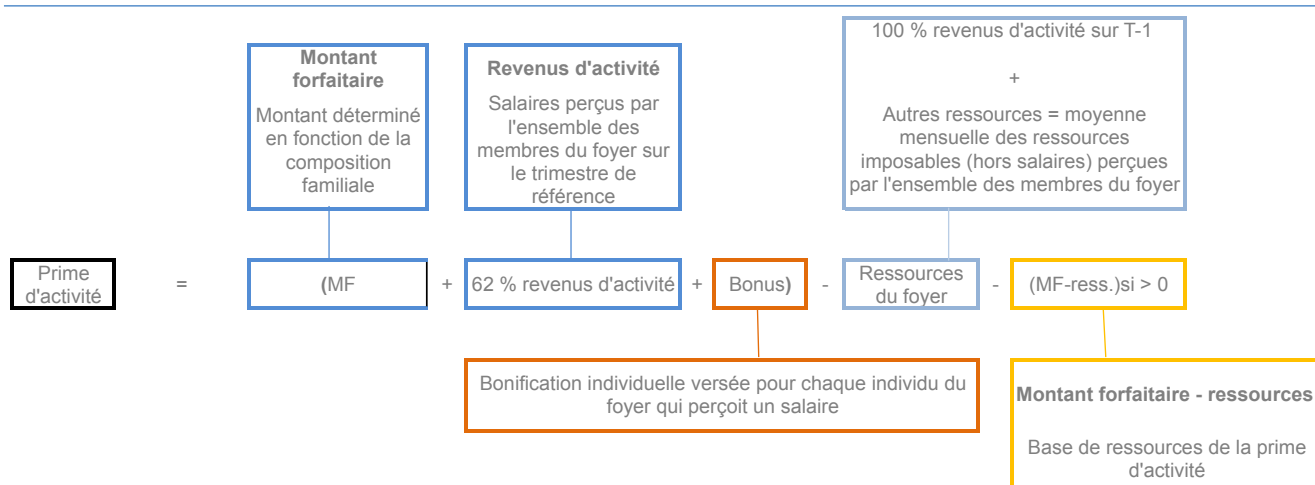 Montant
forfaitaire
Montant déterminé
en fonction de la
composition
familiale
Revenus d'activité
Salaires perçus par
l'ensemble des
membres du foyer sur
le trimestre de
référence
100 % revenus d'activité sur T-1
+
Autres ressources = moyenne
mensuelle des ressources
imposables (hors salaires) perçues
par l'ensemble des membres du foyer
Prime
d'activité
=
(MF
+
62 % revenus d'activité
+
Bonus)
-
Ressources
du foyer
-
(MF-ress.)si > 0
Bonification individuelle versée pour chaque individu du
foyer qui perçoit un salaire
Montant forfaitaire - ressources
Base de ressources de la prime
d'activité